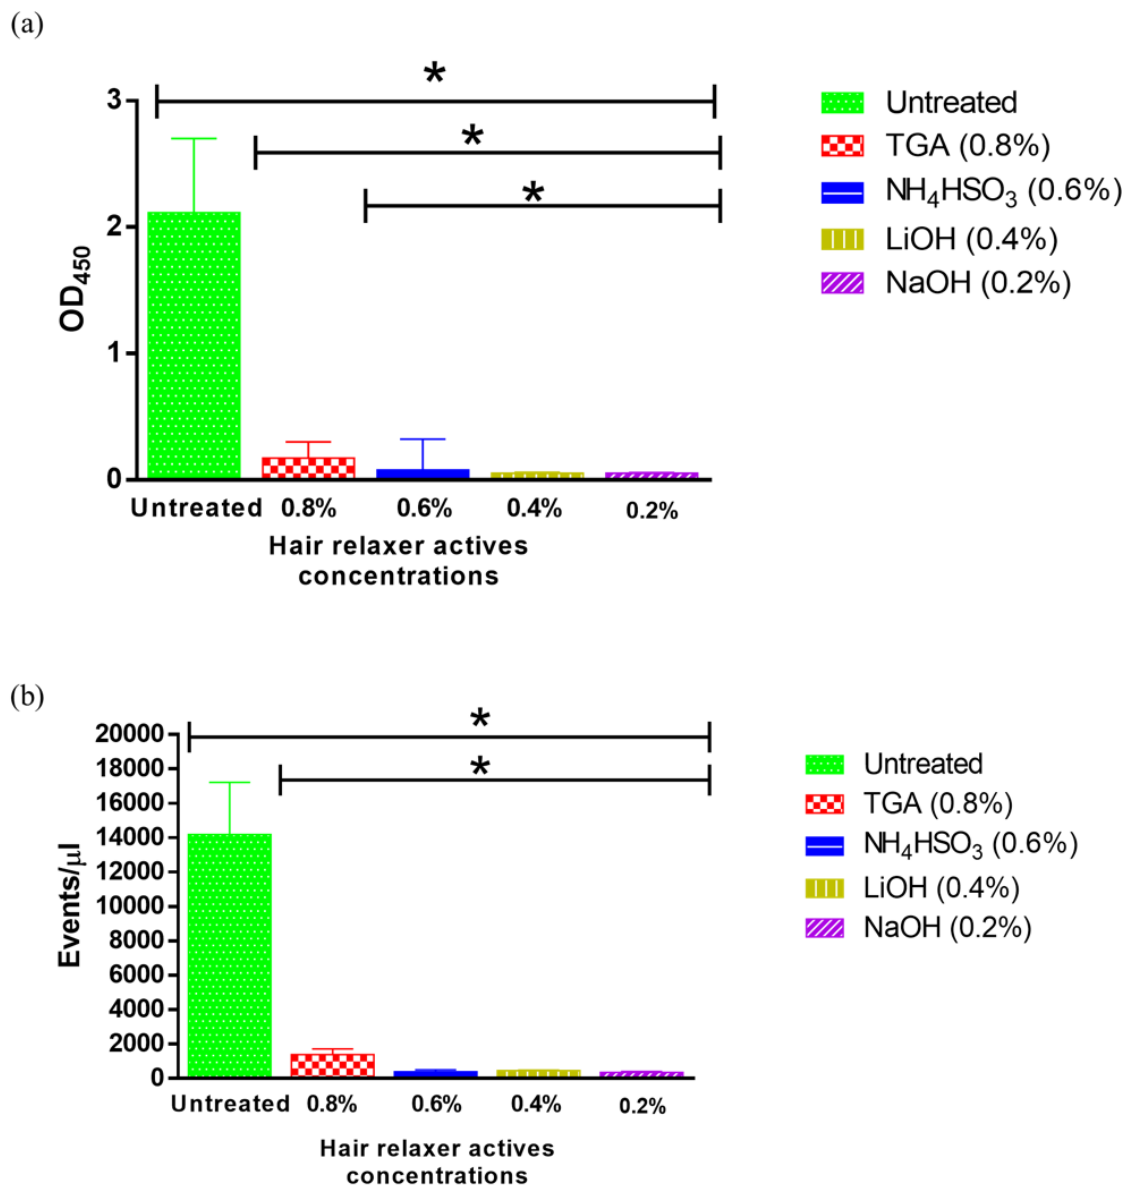 (a)
*
*
*
3
2
1
0
OD450
Untreated
0.8%
0.6%
0.4%
0.2%
Hair relaxer actives
concentrations
Untreated
TGA (0.8%)
NH4HSO3 (0.6%)
LiOH (0.4%)
NaOH (0.2%)
(b)
*
*
20000
18000
16000
14000
12000
10000
8000
6000
4000
2000
0
Events/µl
Untreated
0.8%
0.6%
0.4%
0.2%
Hair relaxer actives
concentrations
Untreated
TGA (0.8%)
NH4HSO3 (0.6%)
LiOH (0.4%)
NaOH (0.2%)